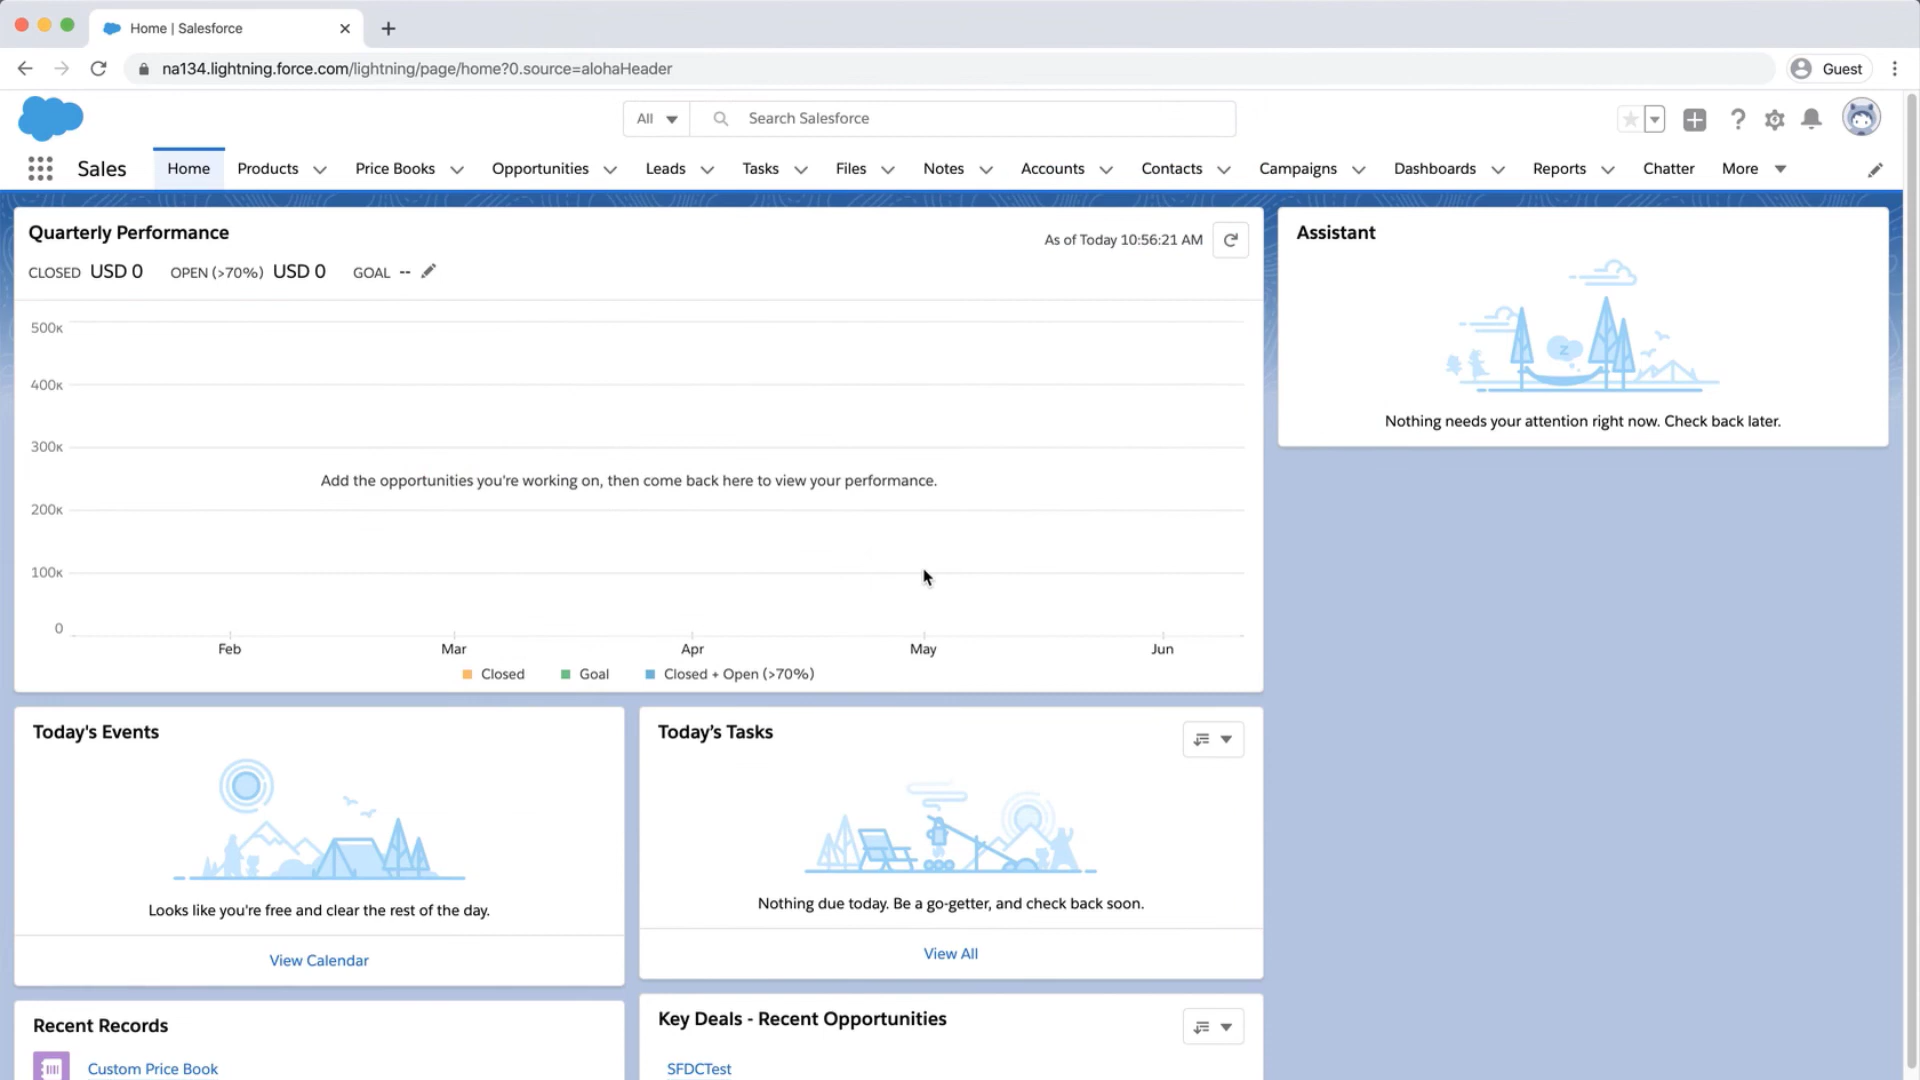 Home | Salesforce
na134.lightning.force.com/lightning/page/home?0.source=alohaHeader
Guest
All
Search Salesforce
Sales
Home
Products
Price Books
Opportunities
Leads
Tasks
Files
Notes
Accounts
Contacts
Campaigns
Dashboards
Reports
Chatter
More
Quarterly Performance
As of Today 10:56:21 AM
CLOSED USD 0 OPEN (>70%) USD 0 GOAL --
500K
400K
300K
Add the opportunities you're working on, then come back here to view your performance.
200K
100K
0
Feb Mar Apr May Jun
Closed Goal Closed + Open (>70%)
Assistant
z
Nothing needs your attention right now. Check back later.
Today's Events
Looks like you're free and clear the rest of the day.
View Calendar
Today's Tasks
Nothing due today. Be a go-getter, and check back soon.
View All
Recent Records
Custom Price Book
Key Deals - Recent Opportunities
SFDCTest